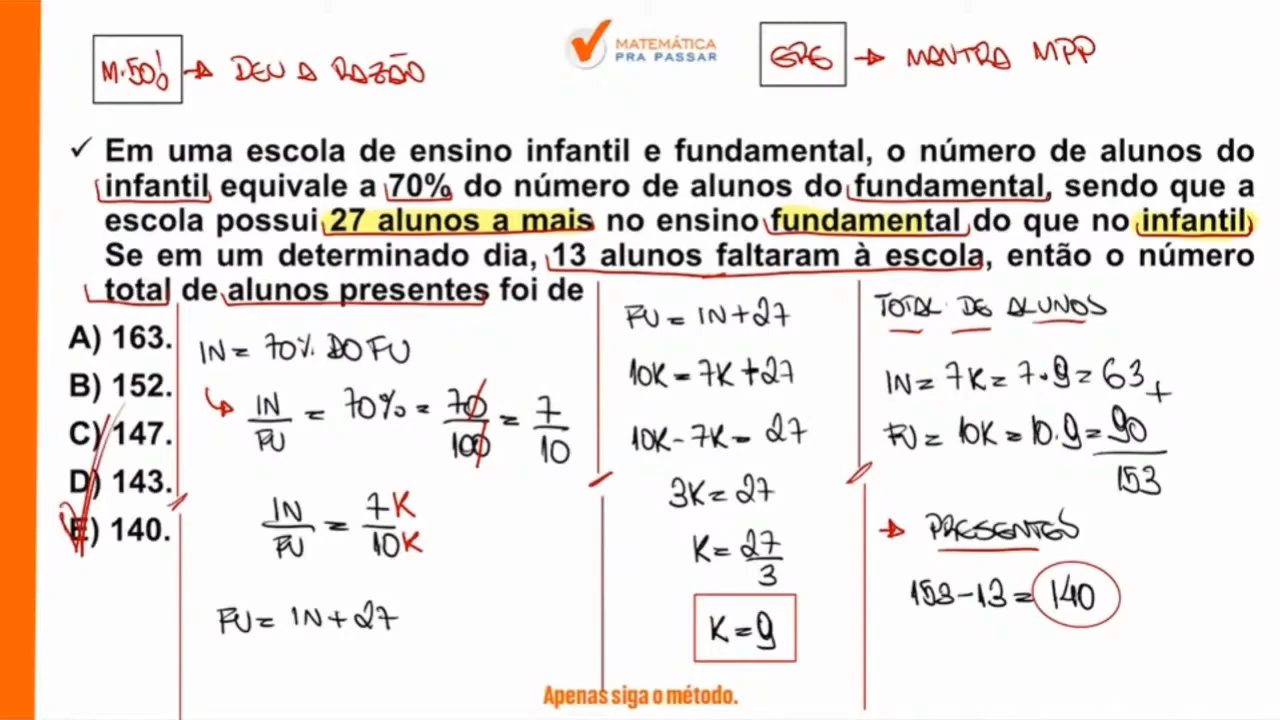 M.50! → DEU A RAZÃO
MATEMÁTICA
PRA PASSAR
→ MANTRA MPP
✓ Em uma escola de ensino infantil e fundamental, o número de alunos do
infantil equivale a 70% do número de alunos do fundamental, sendo que a
escola possui 27 alunos a mais no ensino fundamental do que no infantil.
Se em um determinado dia, 13 alunos faltaram à escola, então o número
total de alunos presentes foi de
A) 163.
B) 152.
C) 147.
D) 143.
E) 140.
IN = 70% DO FU
IN/FU = 70% = 70/100 = 7/10
IN/FU = 7K/10K
FU = IN + 27
FU = IN + 27
10K = 7K + 27
10K - 7K = 27
3K = 27
K = 27/3
K = 9
TOTAL DE ALUNOS
IN = 7K = 7.9 = 63 +
FU = 10K = 10.9 = 90
153
→ PRESENTES
153 - 13 = 140
Apenas siga o método.